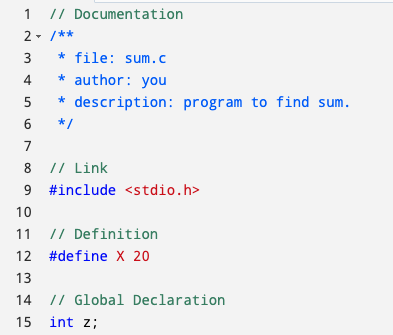 1 // Documentation
2 /**
3  * file: sum.c
4  * author: you
5  * description: program to find sum.
6  */
7
8 // Link
9 #include <stdio.h>
10
11 // Definition
12 #define X 20
13
14 // Global Declaration
15 int z;